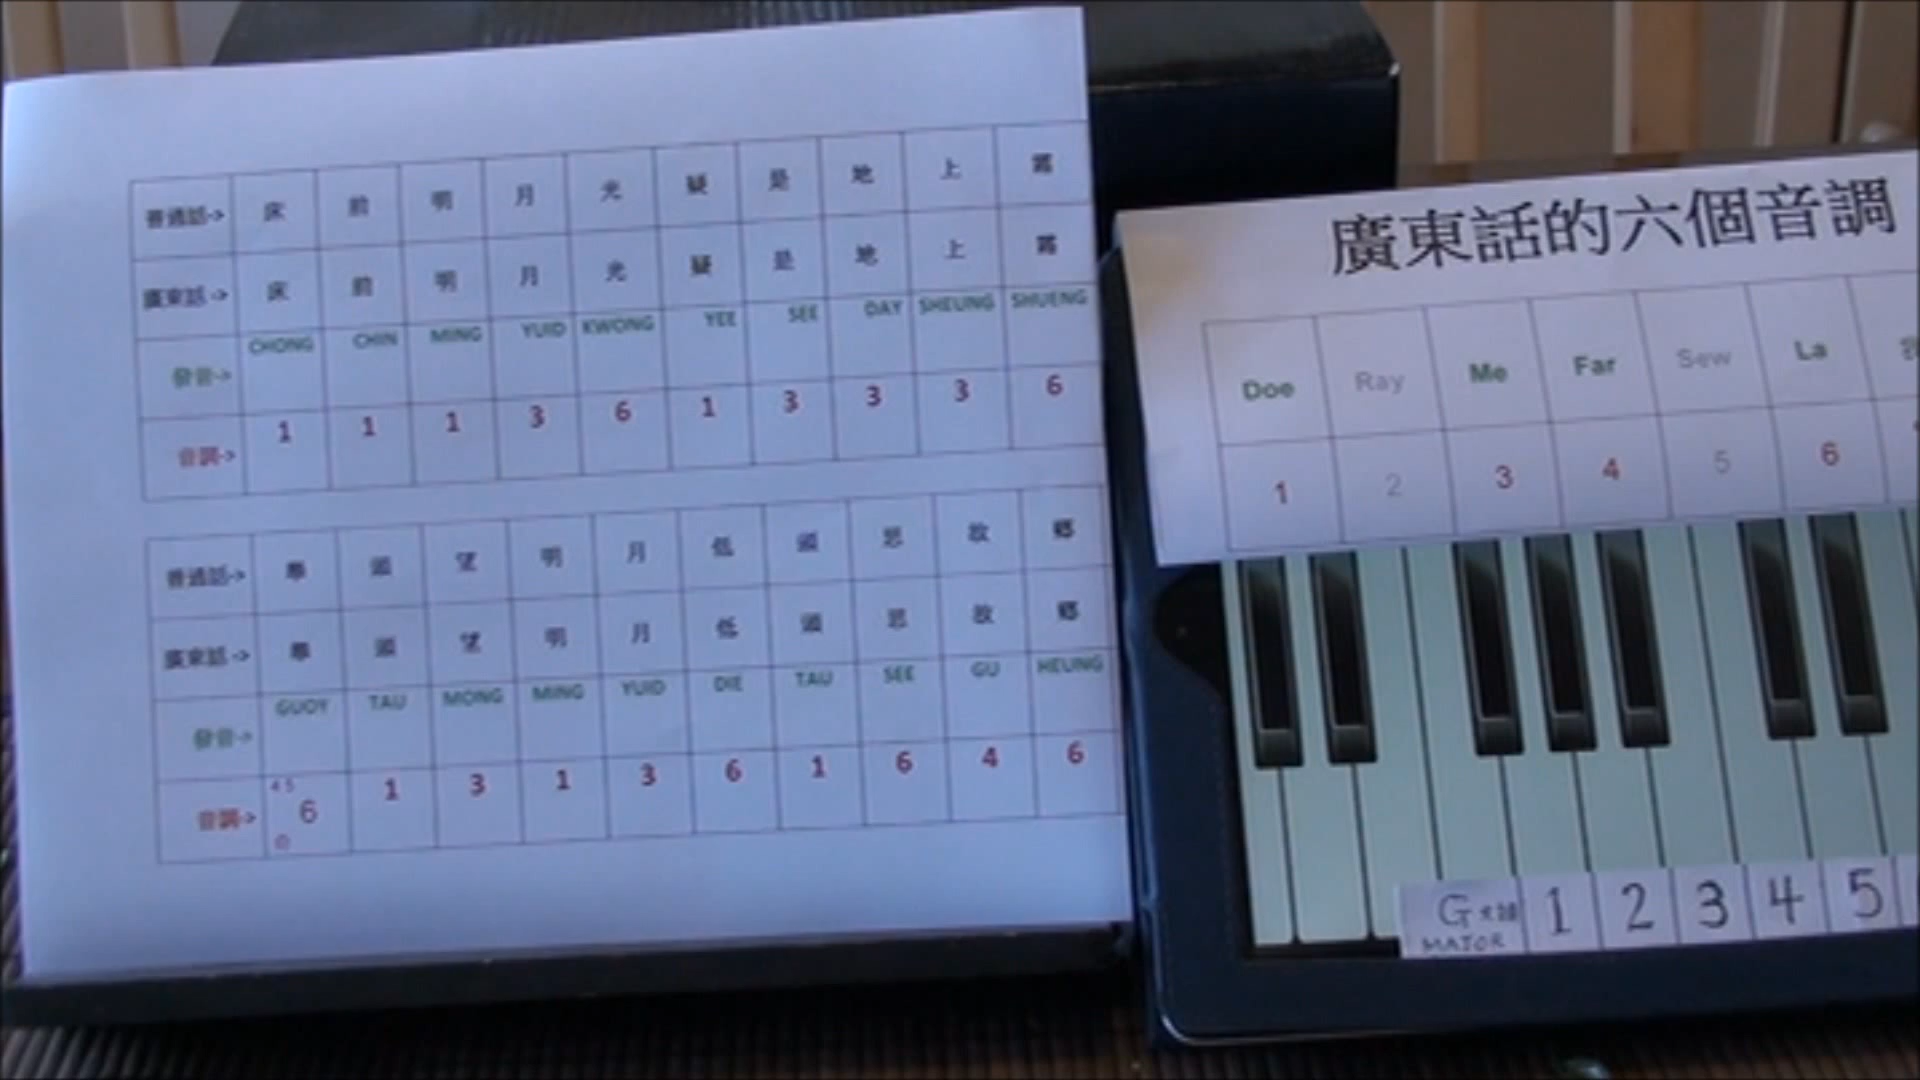 普通話-> 床 前 明 月 光 疑 是 地 上 霜
廣東話-> 床 前 明 月 光 疑 是 地 上 霜
發音-> CHONG CHIN MING YUID KWONG YEE SEE DAY SHEUNG SHUENG
音調-> 1 1 1 3 6 1 3 3 3 6
普通話-> 舉 頭 望 明 月 低 頭 思 故 鄉
廣東話-> 舉 頭 望 明 月 低 頭 思 故 鄉
發音-> GUOY TAU MONG MING YUID DIE TAU SEE GU HEUNG
4 5
音調-> 6 1 3 1 3 6 1 6 4 6
廣東話的六個音調
Doe Ray Me Far Sew La
1 2 3 4 5 6
G 大調 1 2 3 4 5
MAJOR